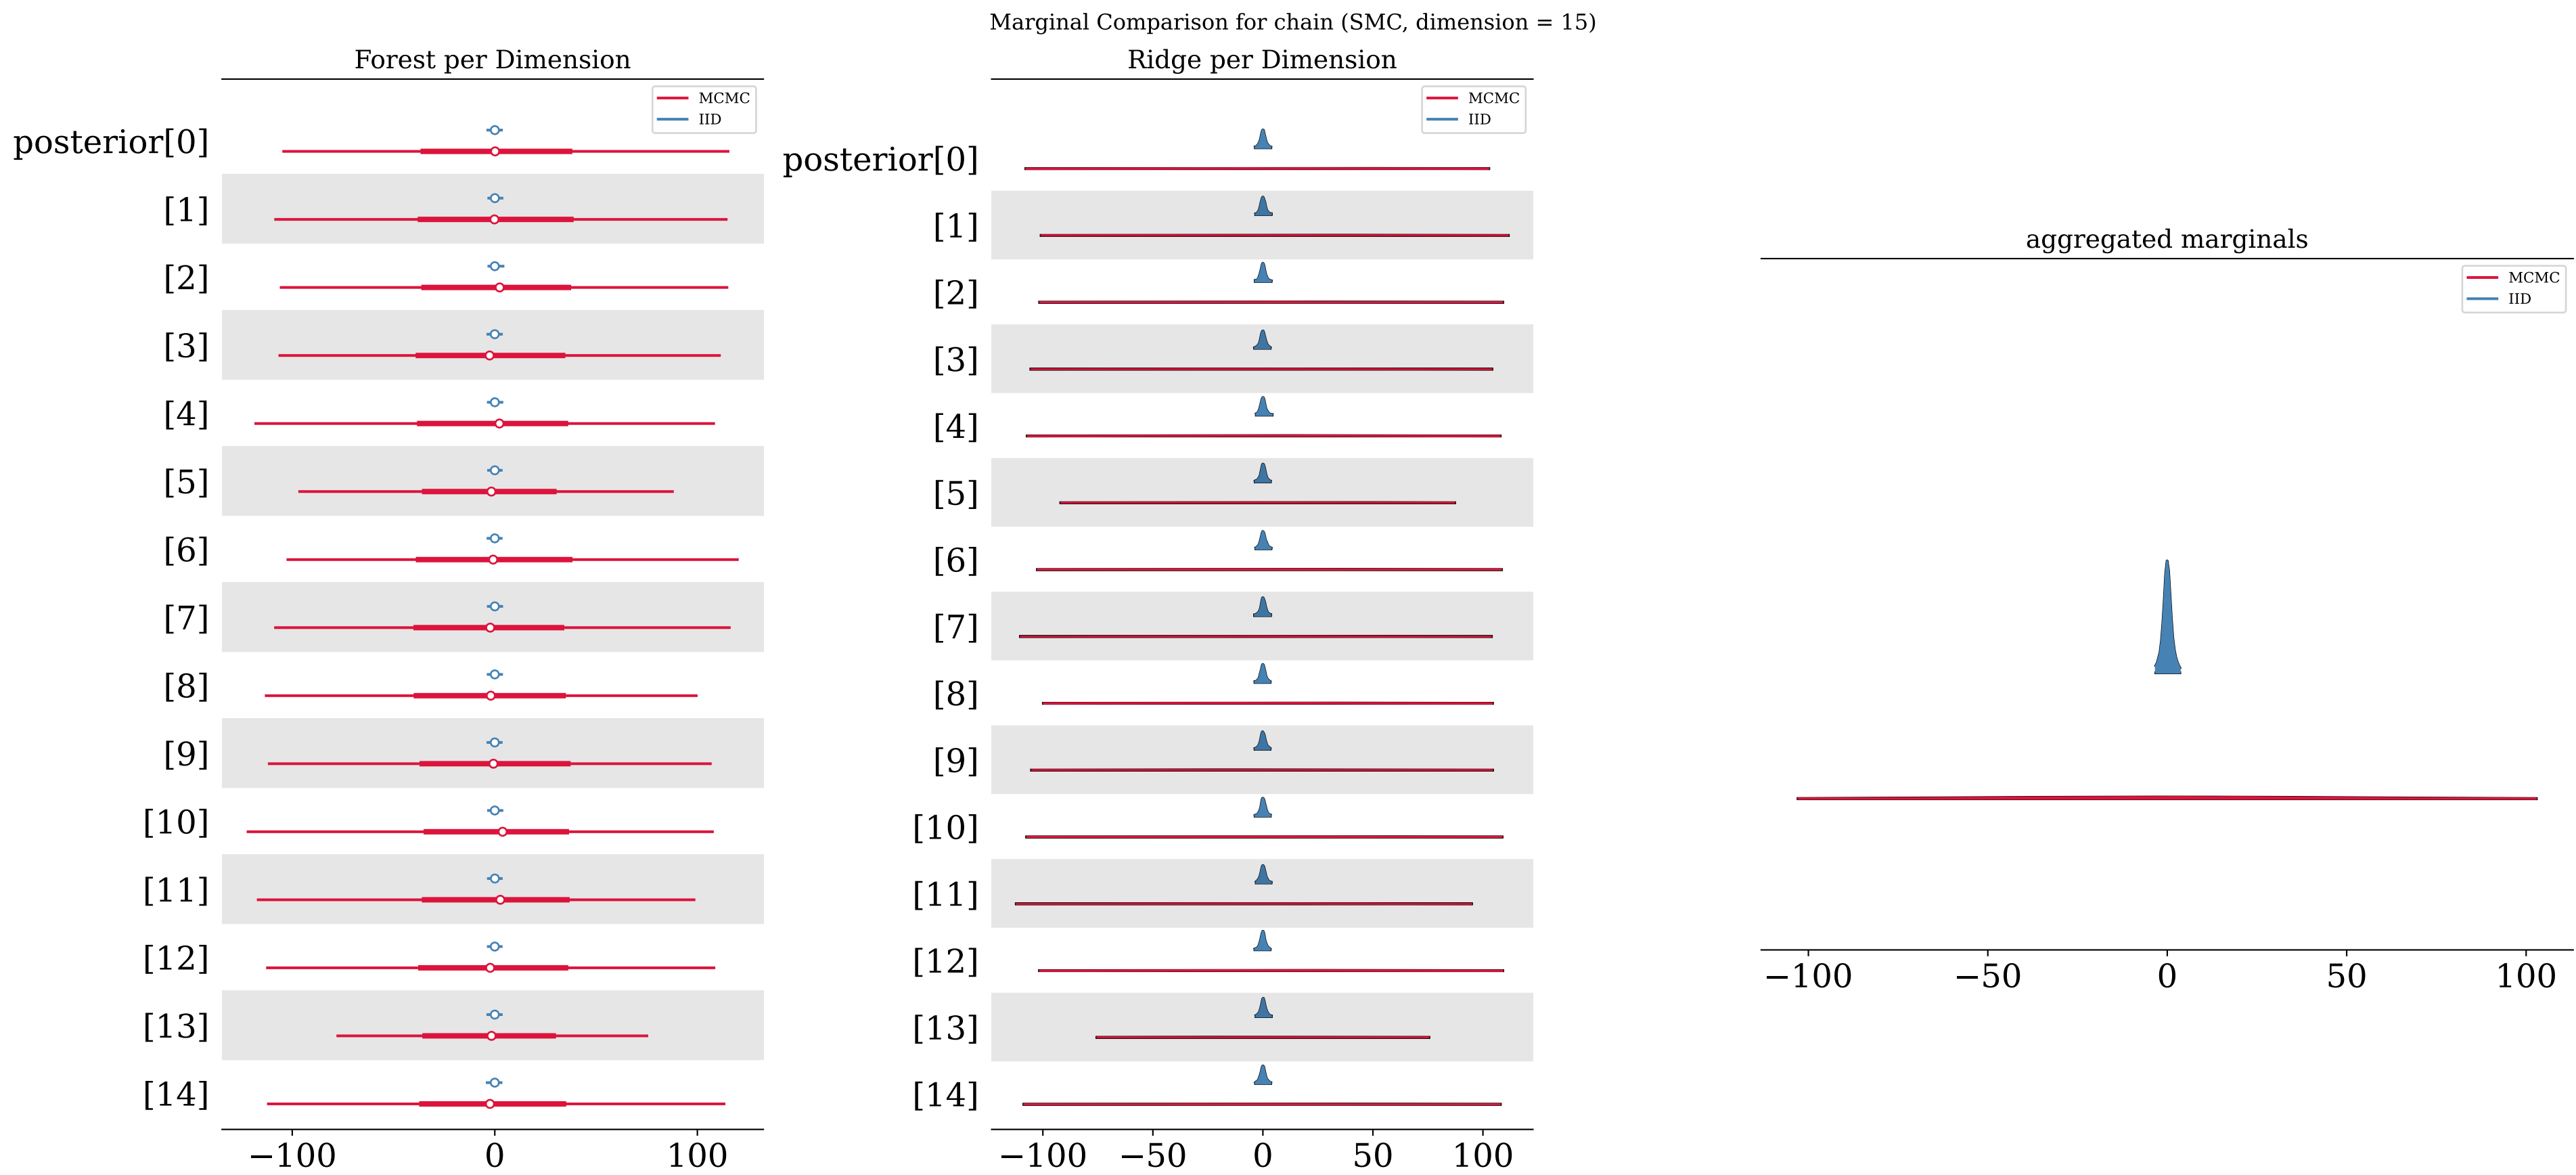 Marginal Comparison for chain (SMC, dimension = 15)
Forest per Dimension
MCMC
IID
posterior[0]
[1]
[2]
[3]
[4]
[5]
[6]
[7]
[8]
[9]
[10]
[11]
[12]
[13]
[14]
−100 0 100
Ridge per Dimension
MCMC
IID
posterior[0]
[1]
[2]
[3]
[4]
[5]
[6]
[7]
[8]
[9]
[10]
[11]
[12]
[13]
[14]
−100 −50 0 50 100
aggregated marginals
MCMC
IID
−100 −50 0 50 100